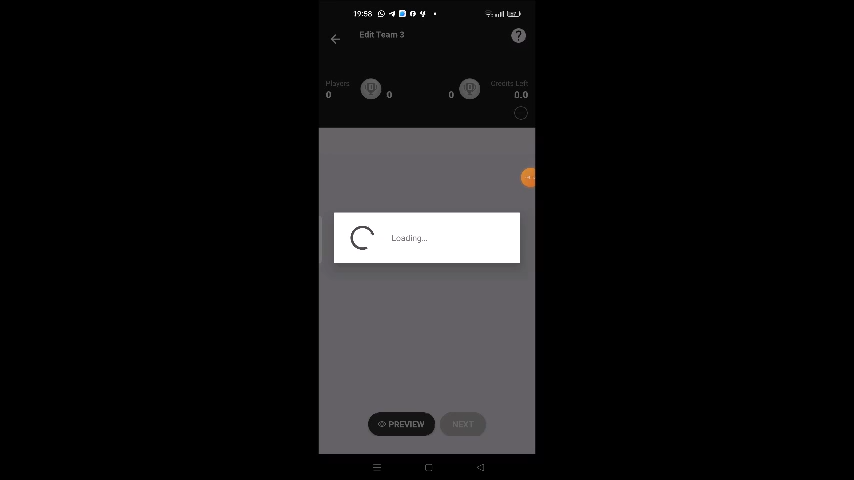 19:58
Edit Team 3
?
Players
Credits Left
0
0
0
0.0
Loading...
PREVIEW
NEXT